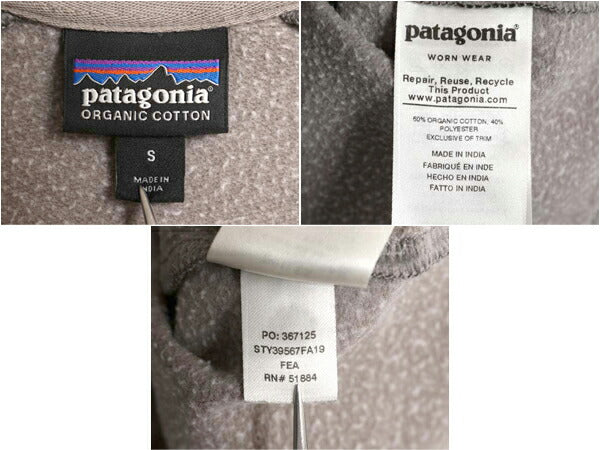 patagonia®
ORGANIC COTTON
S
MADE IN
INDIA
patagonia®
WORN WEAR
Repair, Reuse, Recycle
This Product
www.patagonia.com
60% ORGANIC COTTON, 40%
POLYESTER
EXCLUSIVE OF TRIM
MADE IN INDIA
FABRIQUÉ EN INDE
HECHO EN INDIA
FATTO IN INDIA
PO: 367125
STY39567FA19
FEA
RN# 51884